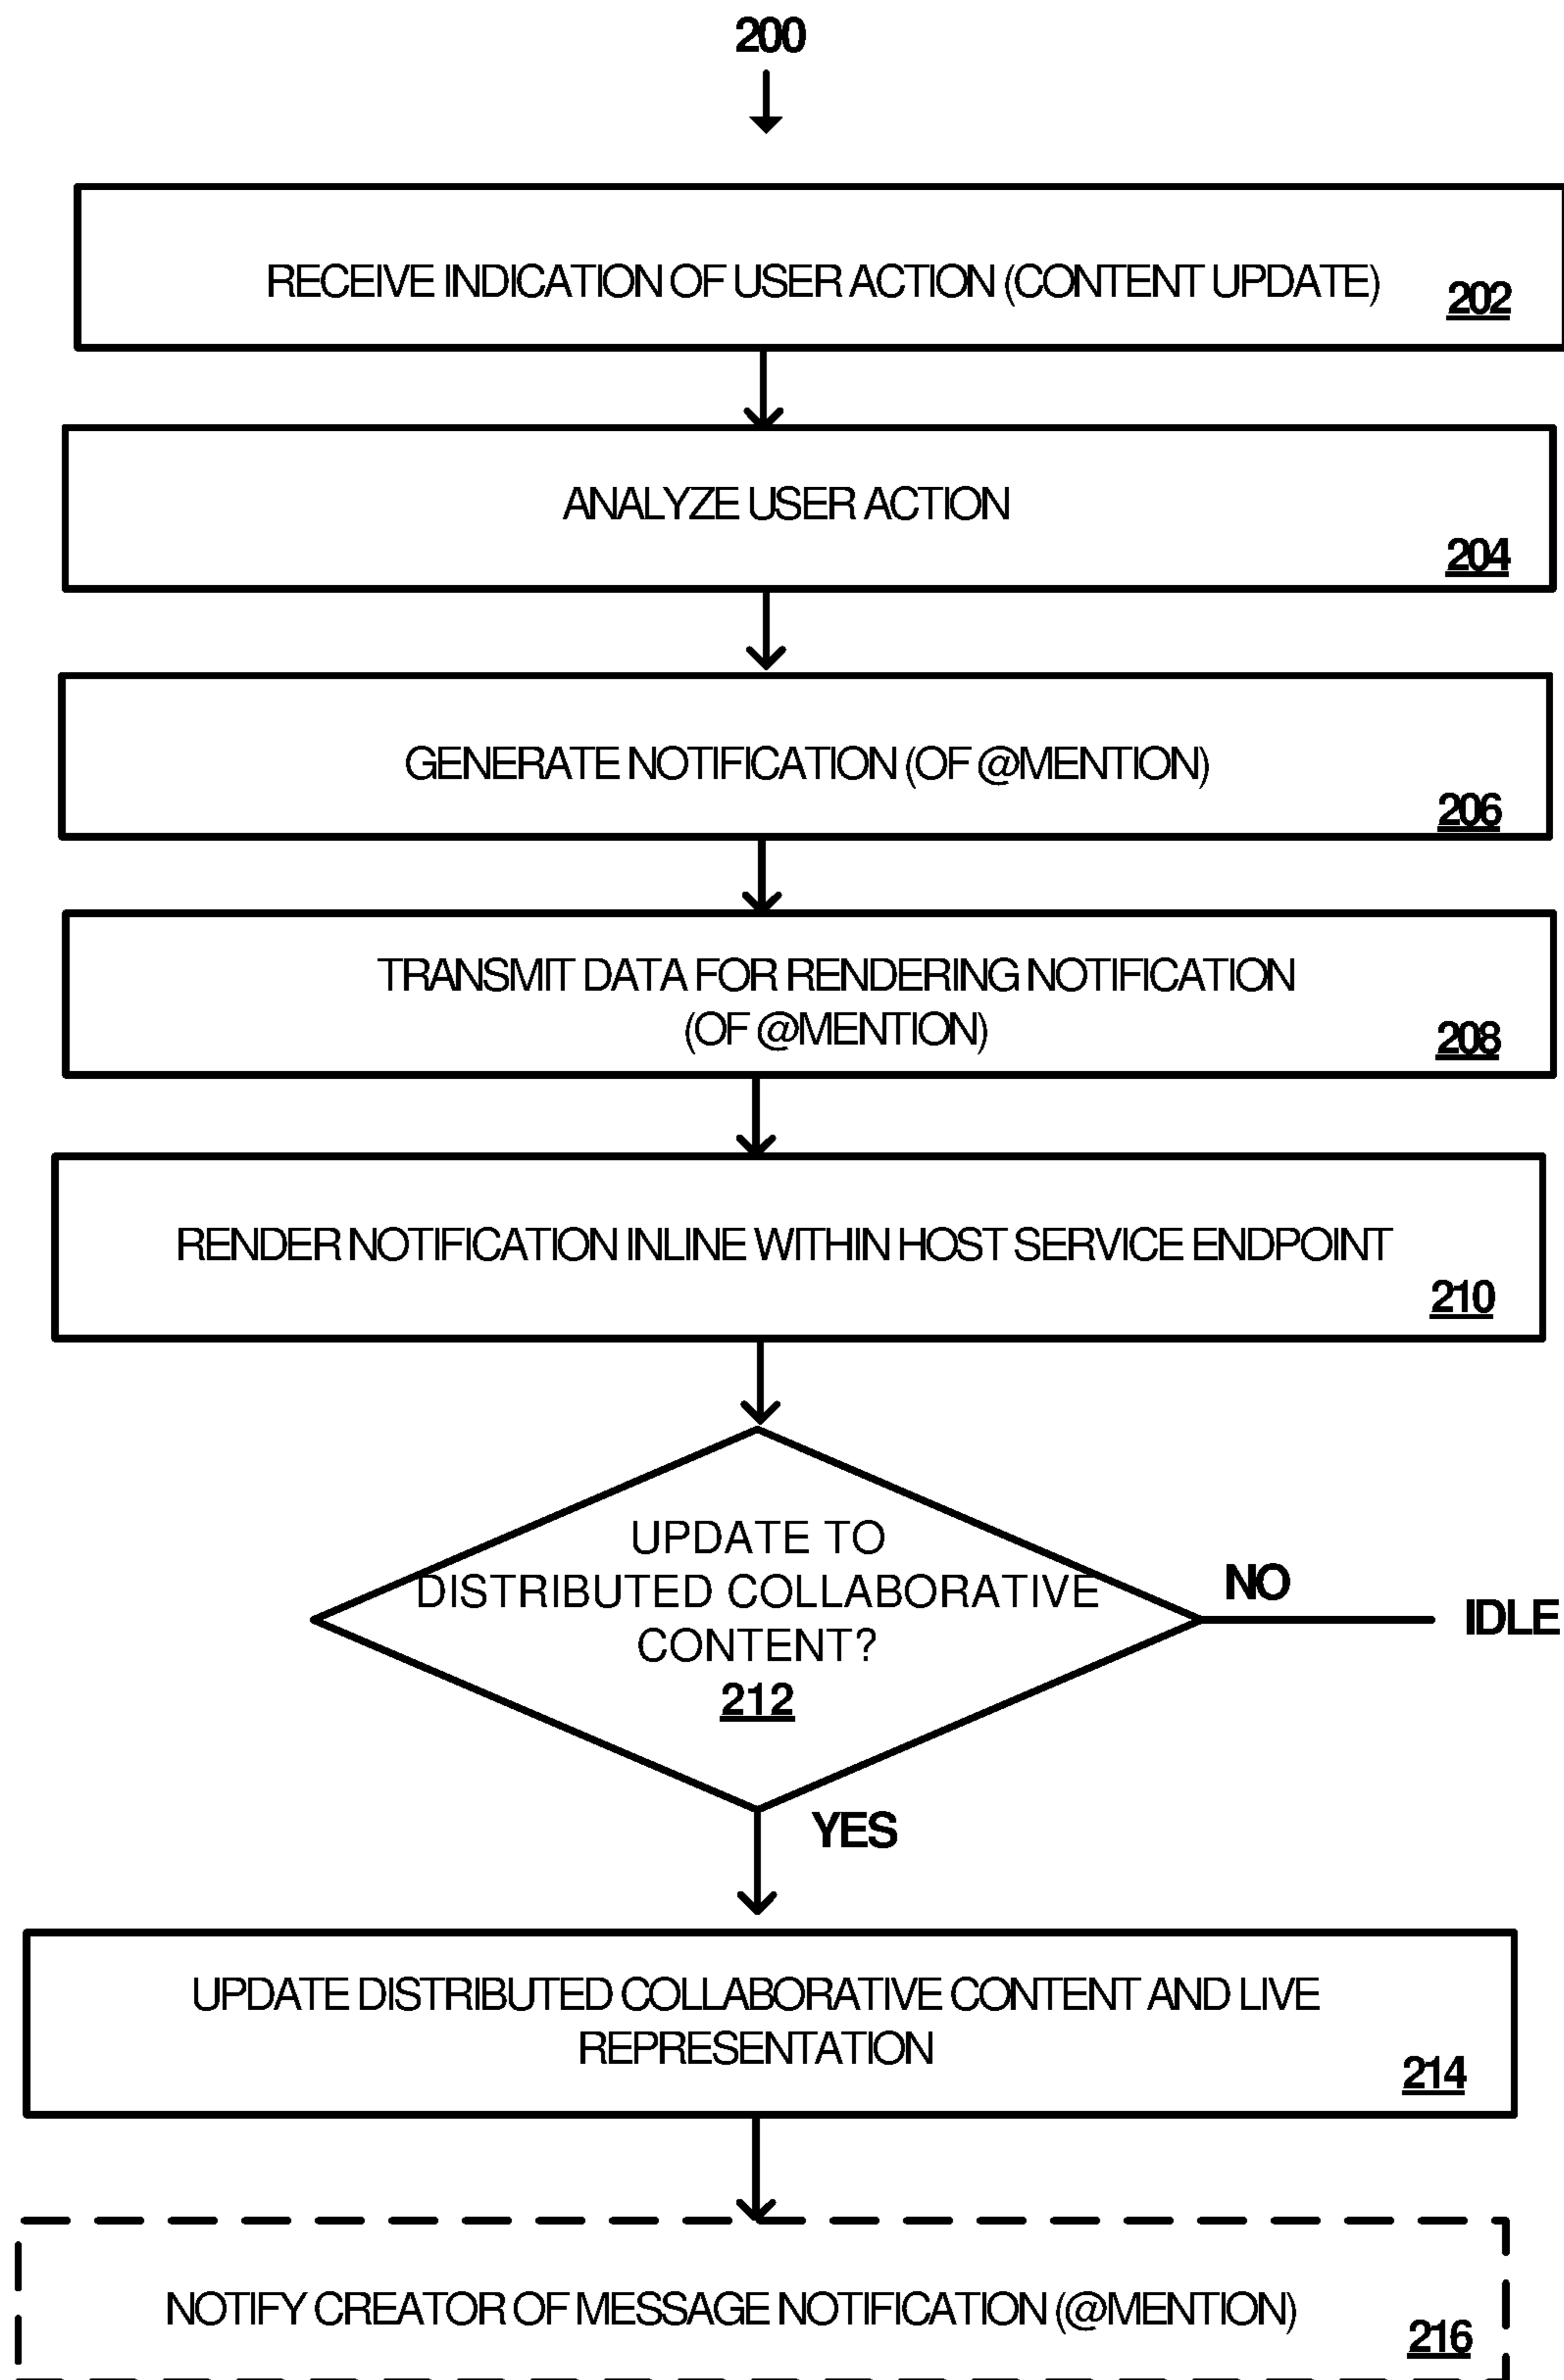 200
RECEIVE INDICATION OF USER ACTION (CONTENT UPDATE)
202
ANALYZE USER ACTION
204
GENERATE NOTIFICATION (OF @MENTION)
206
TRANSMIT DATA FOR RENDERING NOTIFICATION
(OF @MENTION)
208
RENDER NOTIFICATION INLINE WITHIN HOST SERVICE ENDPOINT
210
UPDATE TO
DISTRIBUTED COLLABORATIVE
CONTENT?
212
NO
IDLE
YES
UPDATE DISTRIBUTED COLLABORATIVE CONTENT AND LIVE
REPRESENTATION
214
NOTIFY CREATOR OF MESSAGE NOTIFICATION (@MENTION)
216